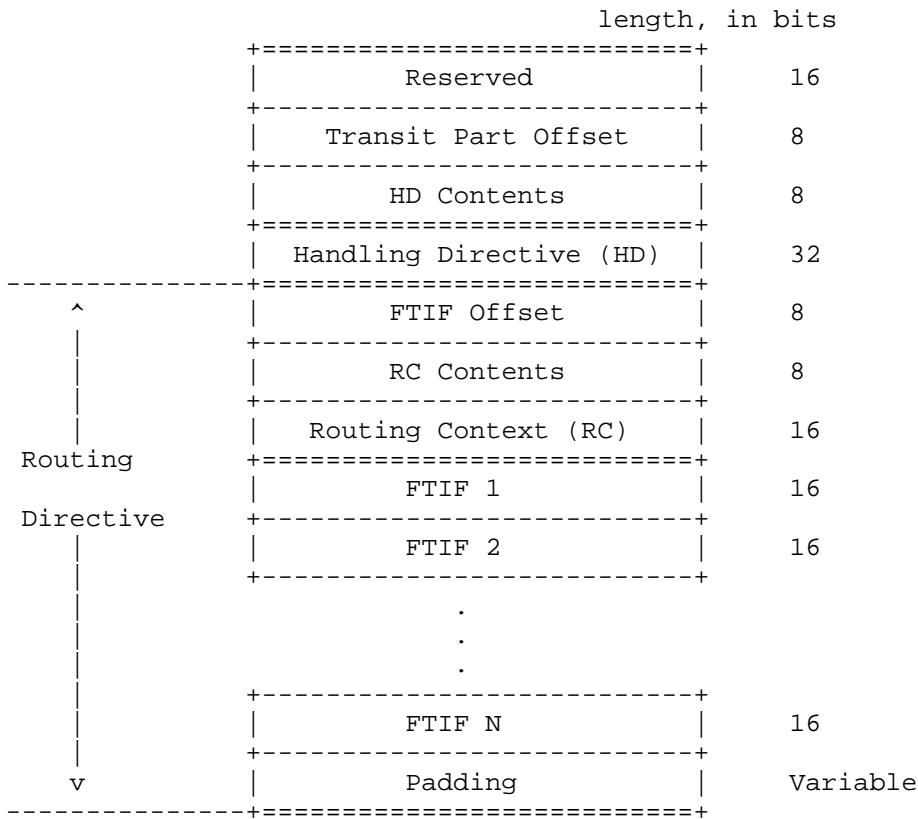 length, in bits
+===========================+
| Reserved | 16
+---------------------------+
| Transit Part Offset | 8
+---------------------------+
| HD Contents | 8
+===========================+
| Handling Directive (HD) | 32
---------------+===========================+
^ | FTIF Offset | 8
| +---------------------------+
| | RC Contents | 8
| +---------------------------+
| | Routing Context (RC) | 16
Routing +===========================+
| FTIF 1 | 16
Directive +---------------------------+
| | FTIF 2 | 16
| +---------------------------+
| .
| .
| .
| +---------------------------+
| | FTIF N | 16
| +---------------------------+
v | Padding | Variable
---------------+===========================+